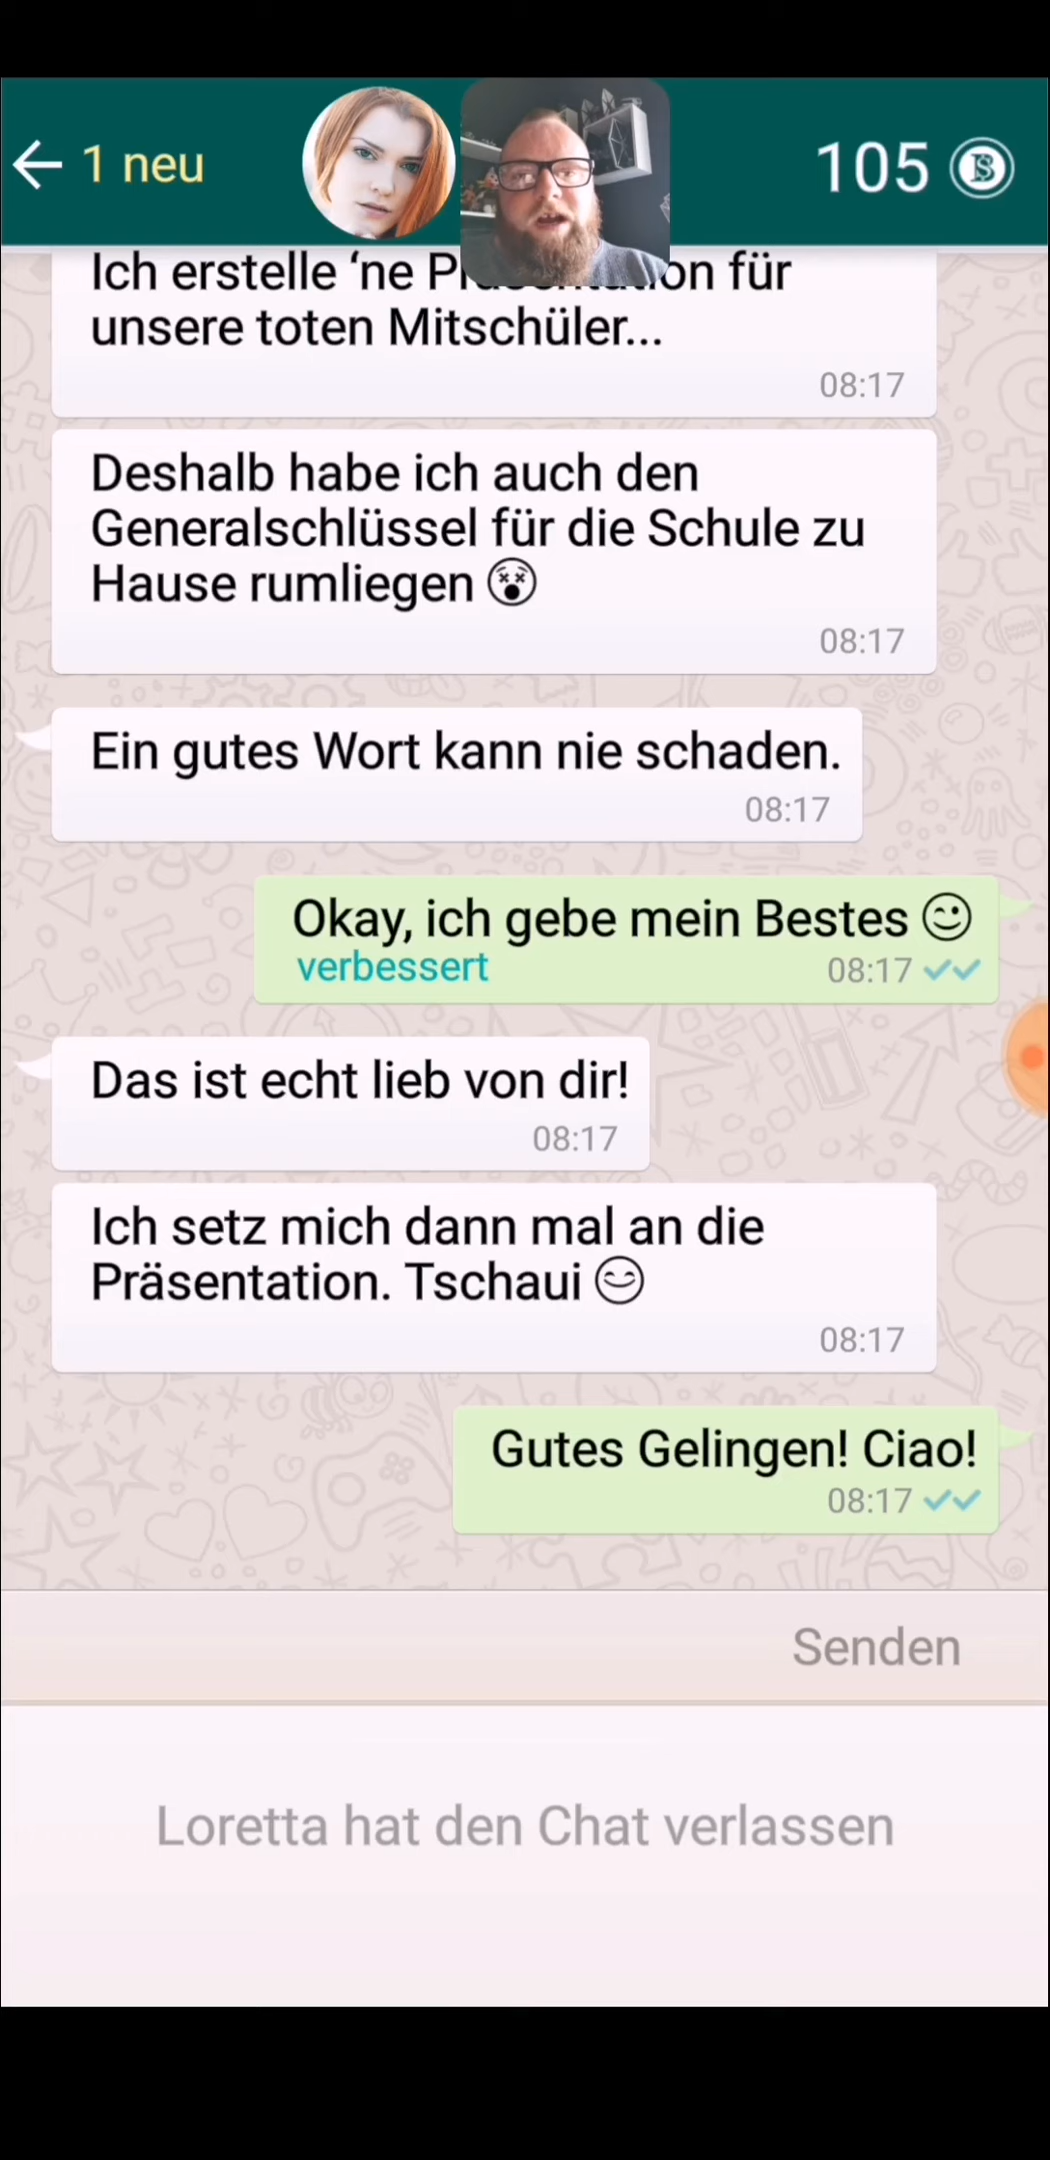 1 neu
105
Ich erstelle ‘ne für
unsere toten Mitschüler...
08:17
Deshalb habe ich auch den
Generalschlüssel für die Schule zu
Hause rumliegen 😵
08:17
Ein gutes Wort kann nie schaden.
08:17
Okay, ich gebe mein Bestes 😉
verbessert 08:17
Das ist echt lieb von dir!
08:17
Ich setz mich dann mal an die
Präsentation. Tschaui 😊
08:17
Gutes Gelingen! Ciao!
08:17
Senden
Loretta hat den Chat verlassen